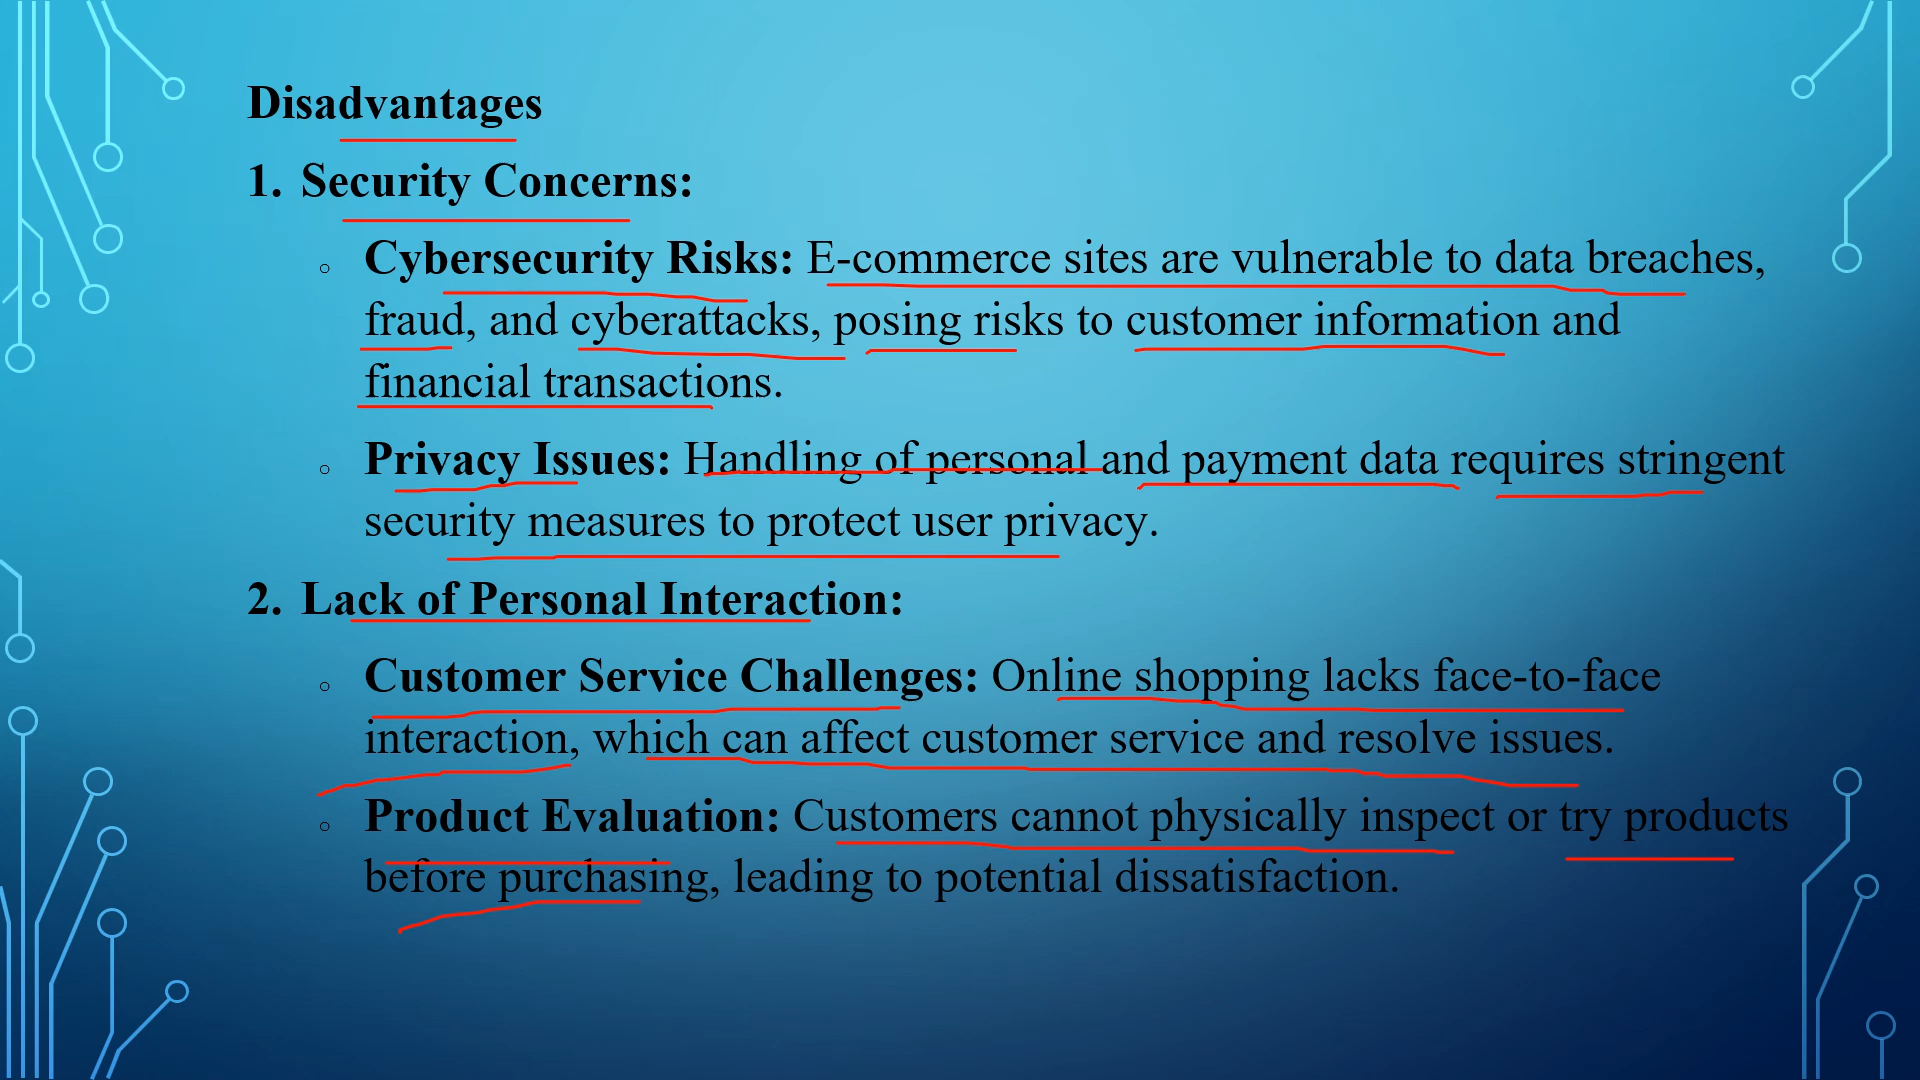 Disadvantages
1. Security Concerns:
○ Cybersecurity Risks: E-commerce sites are vulnerable to data breaches,
fraud, and cyberattacks, posing risks to customer information and
financial transactions.
○ Privacy Issues: Handling of personal and payment data requires stringent
security measures to protect user privacy.
2. Lack of Personal Interaction:
○ Customer Service Challenges: Online shopping lacks face-to-face
interaction, which can affect customer service and resolve issues.
○ Product Evaluation: Customers cannot physically inspect or try products
before purchasing, leading to potential dissatisfaction.